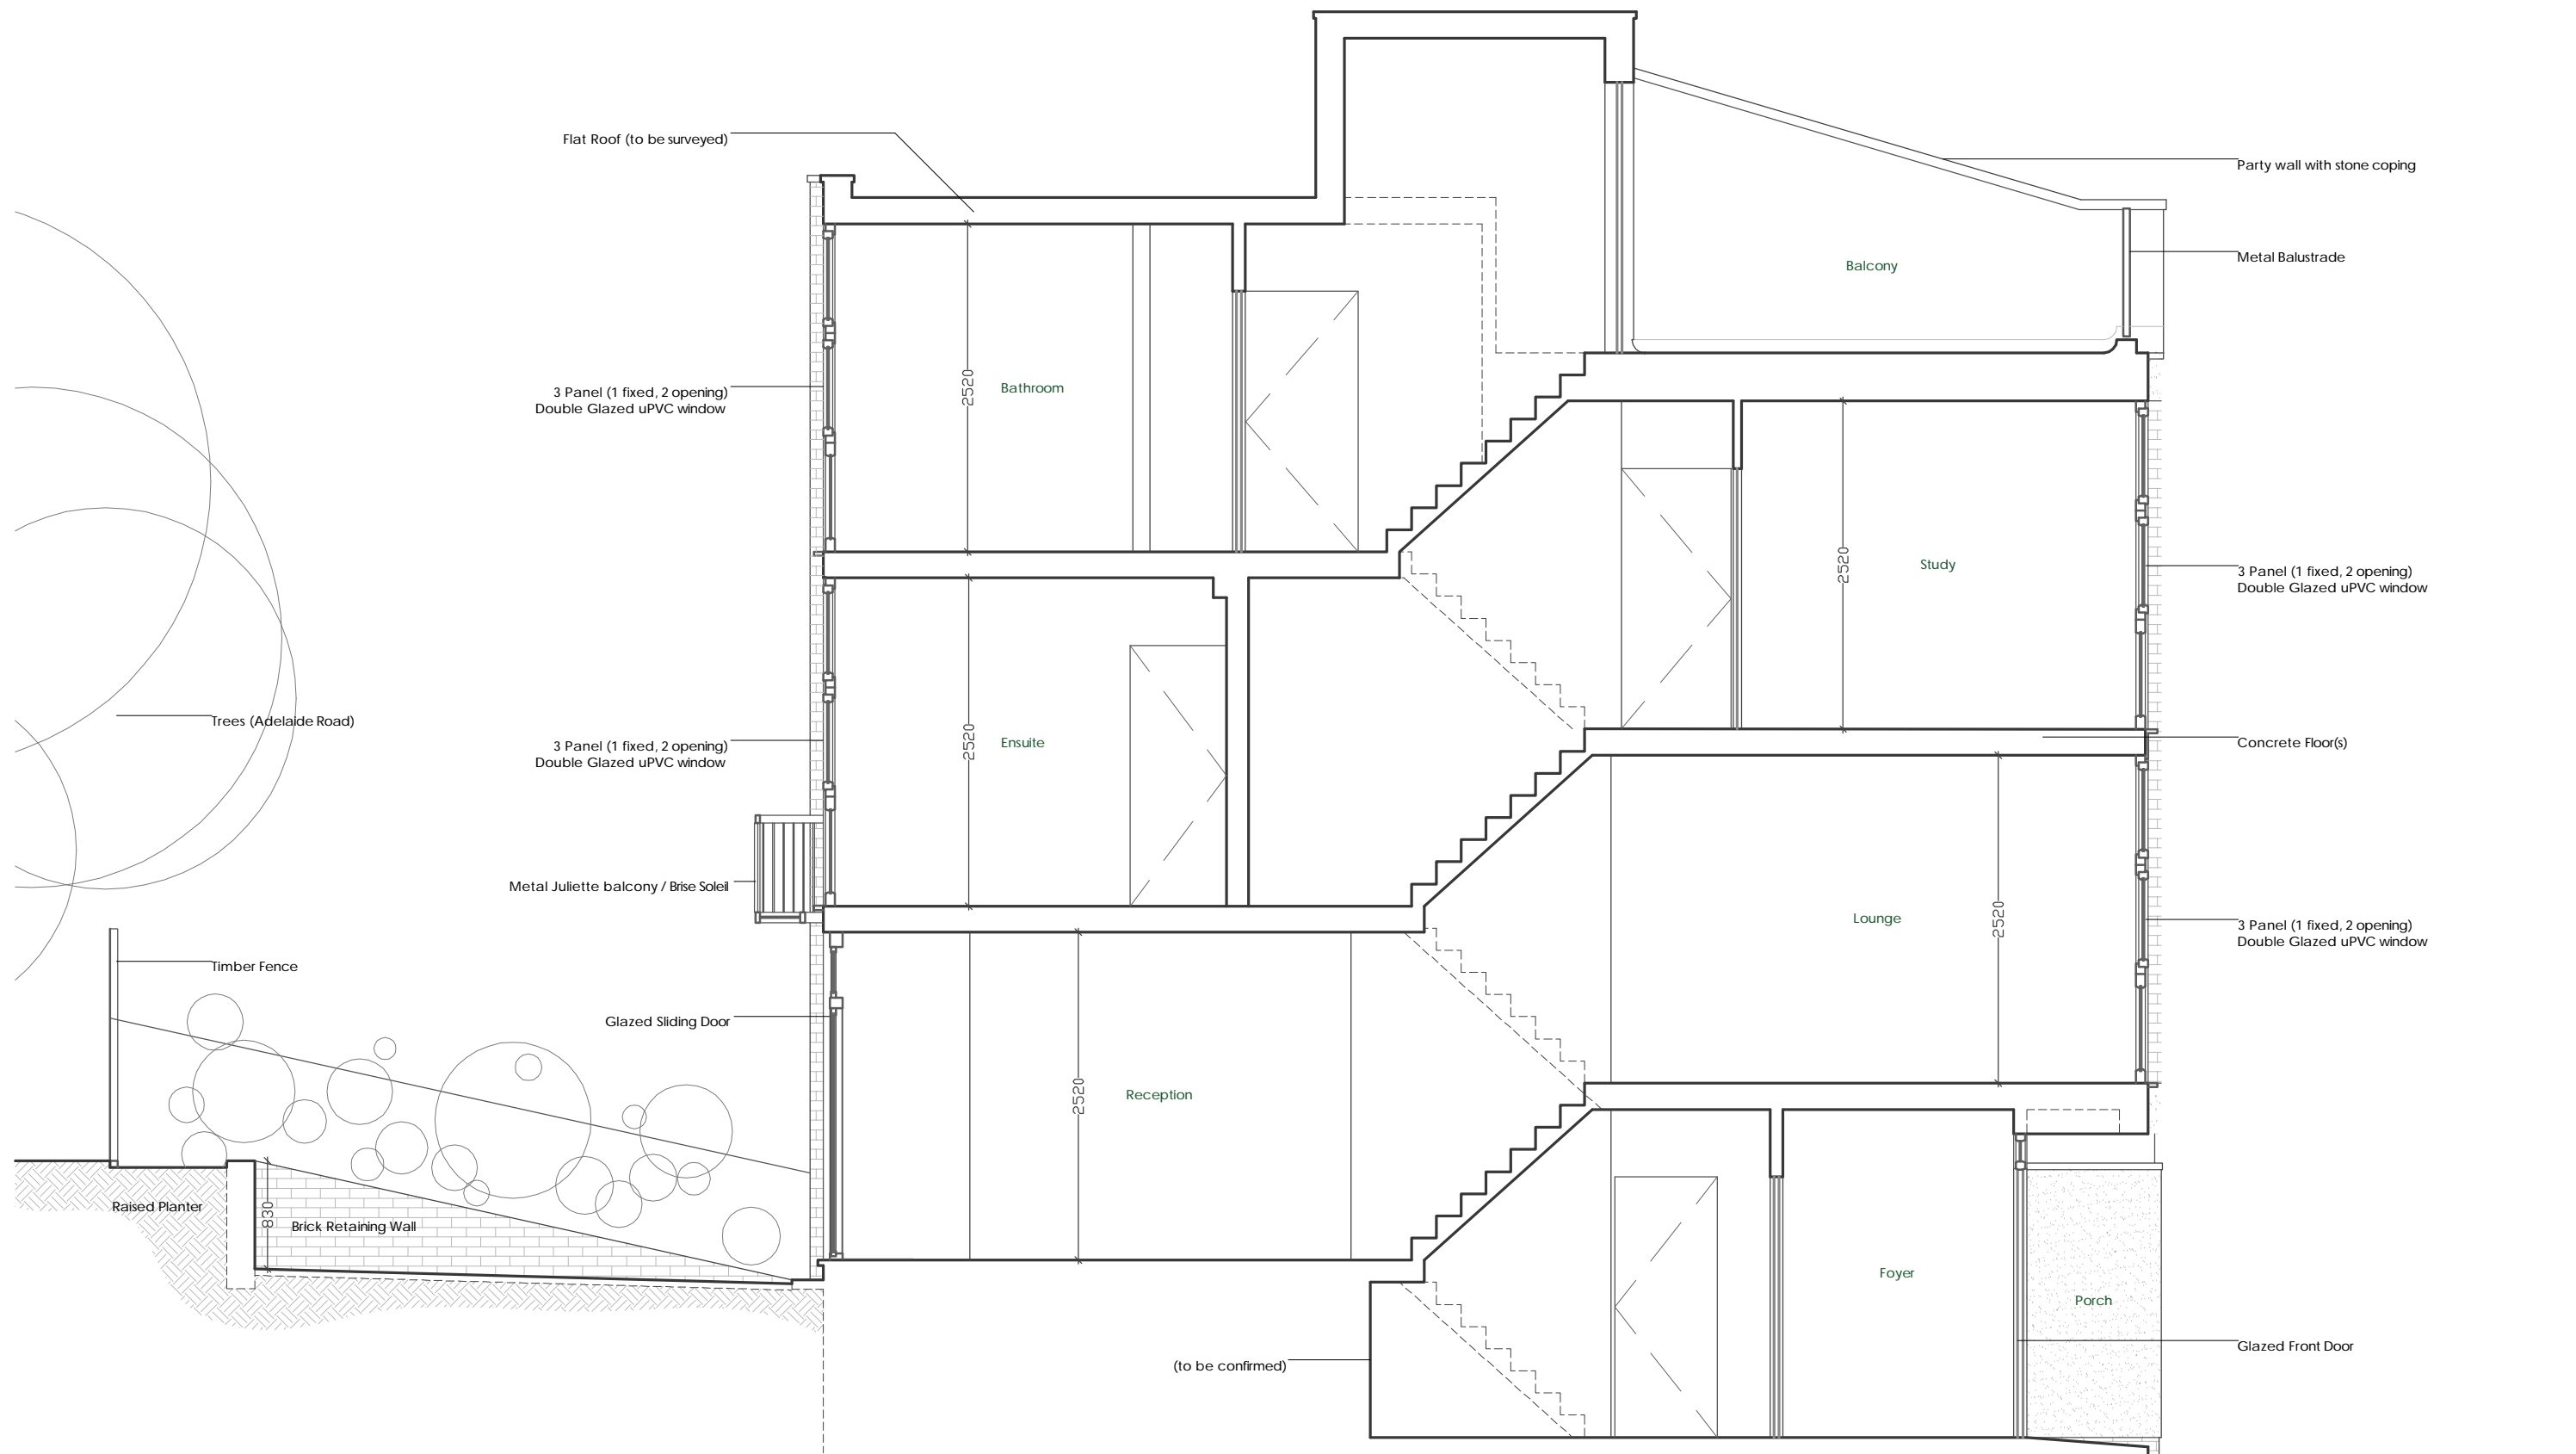 Flat Roof (to be surveyed)
Party wall with stone coping
Balcony
Metal Balustrade
2520
Bathroom
3 Panel (1 fixed, 2 opening)
Double Glazed uPVC window
2520
Study
3 Panel (1 fixed, 2 opening)
Double Glazed uPVC window
Trees (Adelaide Road)
3 Panel (1 fixed, 2 opening)
Double Glazed uPVC window
2520
Ensuite
Concrete Floor(s)
Metal Juliette balcony / Brise Soleil
Lounge
2520
3 Panel (1 fixed, 2 opening)
Double Glazed uPVC window
Timber Fence
Glazed Sliding Door
2520
Reception
Raised Planter
830
Brick Retaining Wall
Foyer
Porch
Glazed Front Door
(to be confirmed)